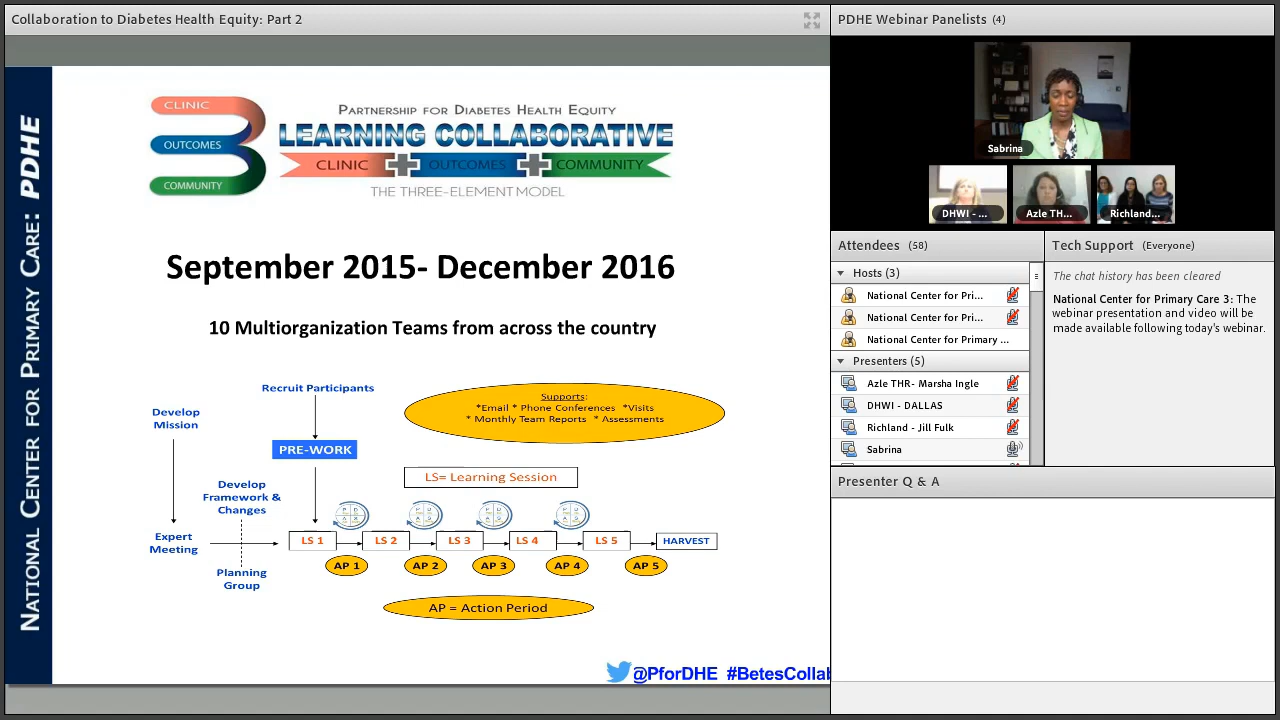 Collaboration to Diabetes Health Equity: Part 2
NATIONAL CENTER FOR PRIMARY CARE: PDHE
CLINIC
OUTCOMES
COMMUNITY
PARTNERSHIP FOR DIABETES HEALTH EQUITY
LEARNING COLLABORATIVE
CLINIC + OUTCOMES + COMMUNITY
THE THREE-ELEMENT MODEL
September 2015- December 2016
10 Multiorganization Teams from across the country
Recruit Participants
Develop
Mission
PRE-WORK
Supports:
*Email * Phone Conferences *Visits
* Monthly Team Reports * Assessments
LS= Learning Session
Develop
Framework &
Changes
Expert
Meeting
Planning
Group
LS 1
LS 2
LS 3
LS 4
LS 5
HARVEST
AP 1
AP 2
AP 3
AP 4
AP 5
AP = Action Period
@PforDHE #BetesCollab
PDHE Webinar Panelists (4)
Sabrina
DHWI - ...
Azle TH...
Richland...
Attendees (58)
Hosts (3)
National Center for Pri...
National Center for Pri...
National Center for Primary ...
Presenters (5)
Azle THR- Marsha Ingle
DHWI - DALLAS
Richland - Jill Fulk
Sabrina
Tech Support (Everyone)
The chat history has been cleared
National Center for Primary Care 3: The
webinar presentation and video will be
made available following today's webinar.
Presenter Q & A